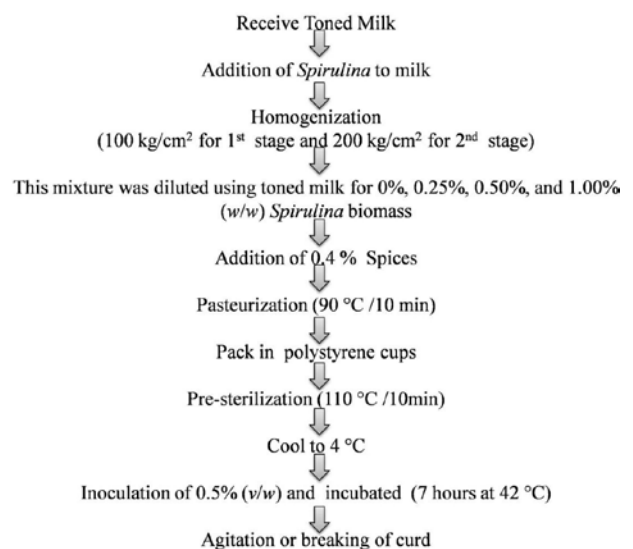 Receive Toned Milk
Addition of Spirulina to milk
Homogenization
(100 kg/cm² for 1st stage and 200 kg/cm² for 2nd stage)
This mixture was diluted using toned milk for 0%, 0.25%, 0.50%, and 1.00%
(w/w) Spirulina biomass
Addition of 0.4 % Spices
Pasteurization (90 °C /10 min)
Pack in polystyrene cups
Pre-sterilization (110 °C /10min)
Cool to 4 °C
Inoculation of 0.5% (v/w) and incubated (7 hours at 42 °C)
Agitation or breaking of curd